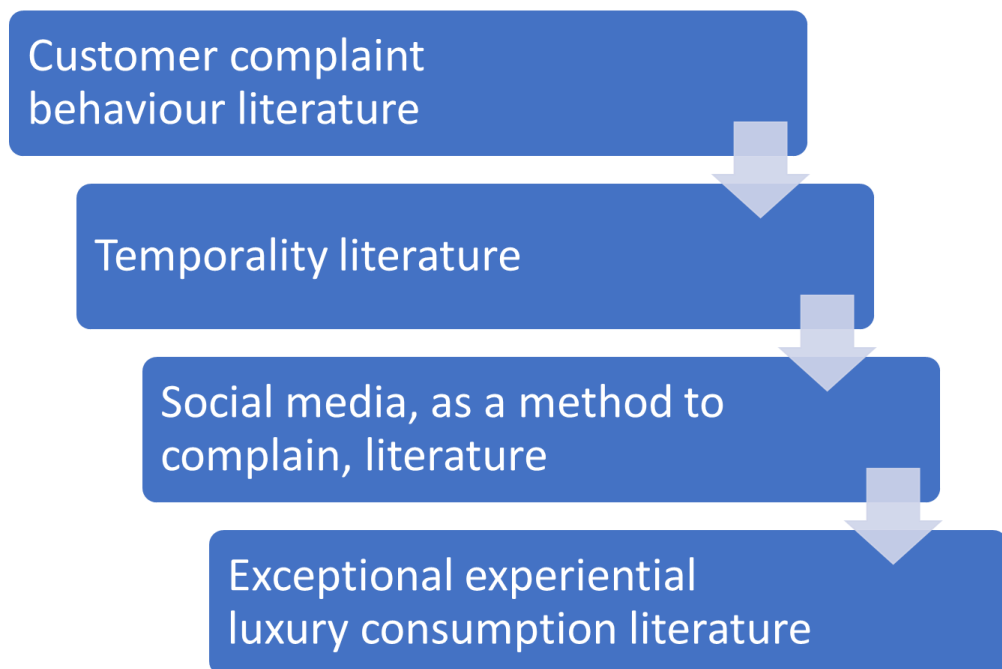 Customer complaint
behaviour literature
Temporality literature
Social media, as a method to
complain, literature
Exceptional experiential
luxury consumption literature